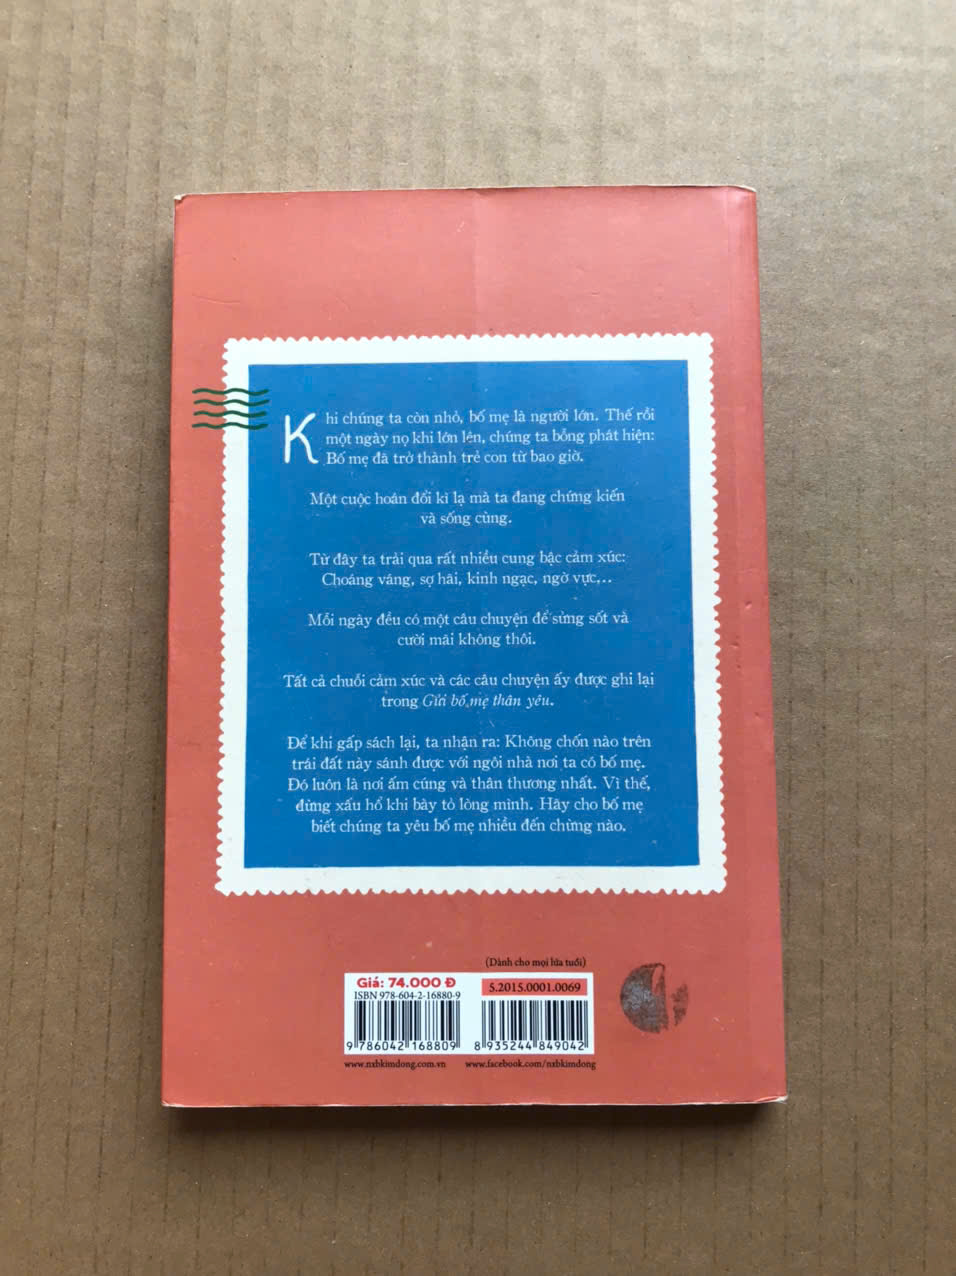 Khi chúng ta còn nhỏ, bố mẹ là người lớn. Thế rồi
một ngày nọ khi lớn lên, chúng ta bỗng phát hiện:
Bố mẹ đã trở thành trẻ con từ bao giờ.
Một cuộc hoán đổi kì lạ mà ta đang chứng kiến
và sống cùng.
Từ đây ta trải qua rất nhiều cung bậc cảm xúc:
Choáng váng, sợ hãi, kinh ngạc, ngờ vực,...
Mỗi ngày đều có một câu chuyện để sửng sốt và
cười mãi không thôi.
Tất cả chuỗi cảm xúc và các câu chuyện ấy được ghi lại
trong Gửi bố mẹ thân yêu.
Để khi gấp sách lại, ta nhận ra: Không chốn nào trên
trái đất này sánh được với ngôi nhà nơi ta có bố mẹ.
Đó luôn là nơi ấm cúng và thân thương nhất. Vì thế,
đừng xấu hổ khi bày tỏ lòng mình. Hãy cho bố mẹ
biết chúng ta yêu bố mẹ nhiều đến chừng nào.
(Dành cho mọi lứa tuổi)
Giá: 74.000 Đ
5.2015.0001.0069
ISBN 978-604-2-16880-9
9 786042 168809
8 935244 849042
www.nxbkimdong.com.vn
www.facebook.com/nxbkimdong